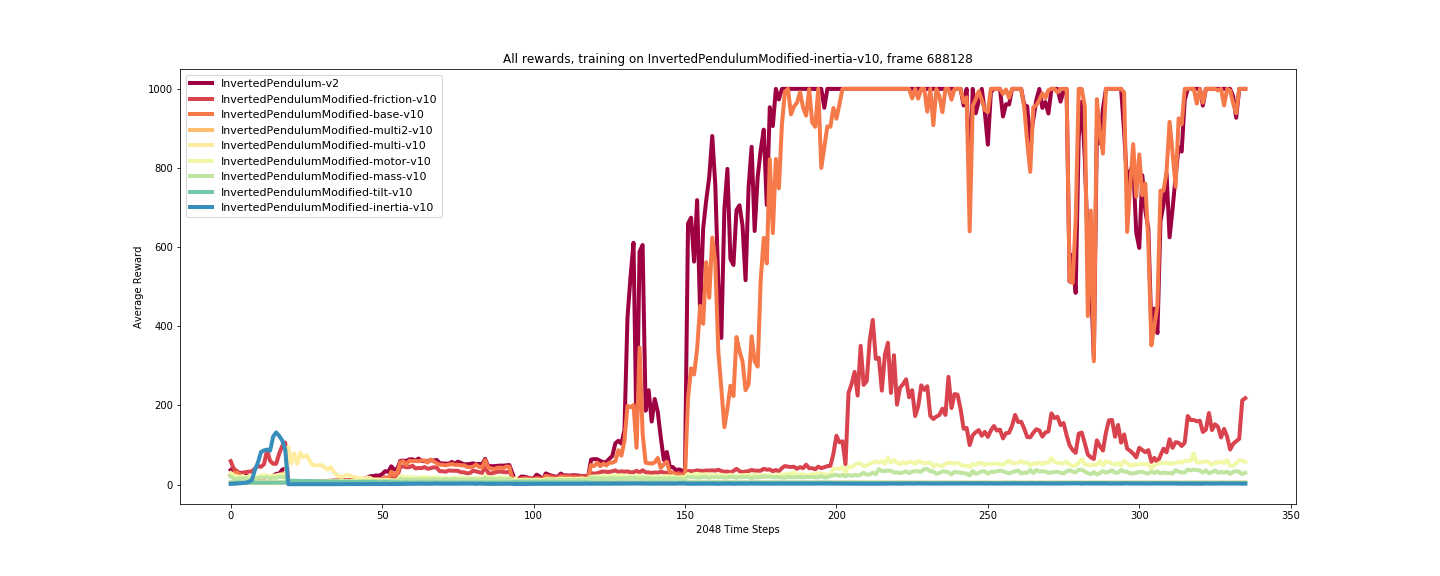 All rewards, training on InvertedPendulumModified-inertia-v10, frame 688128
InvertedPendulum-v2
InvertedPendulumModified-friction-v10
InvertedPendulumModified-base-v10
InvertedPendulumModified-multi2-v10
InvertedPendulumModified-multi-v10
InvertedPendulumModified-motor-v10
InvertedPendulumModified-mass-v10
InvertedPendulumModified-tilt-v10
InvertedPendulumModified-inertia-v10
Average Reward
1000
800
600
400
200
0
0 50 100 150 200 250 300 350
2048 Time Steps